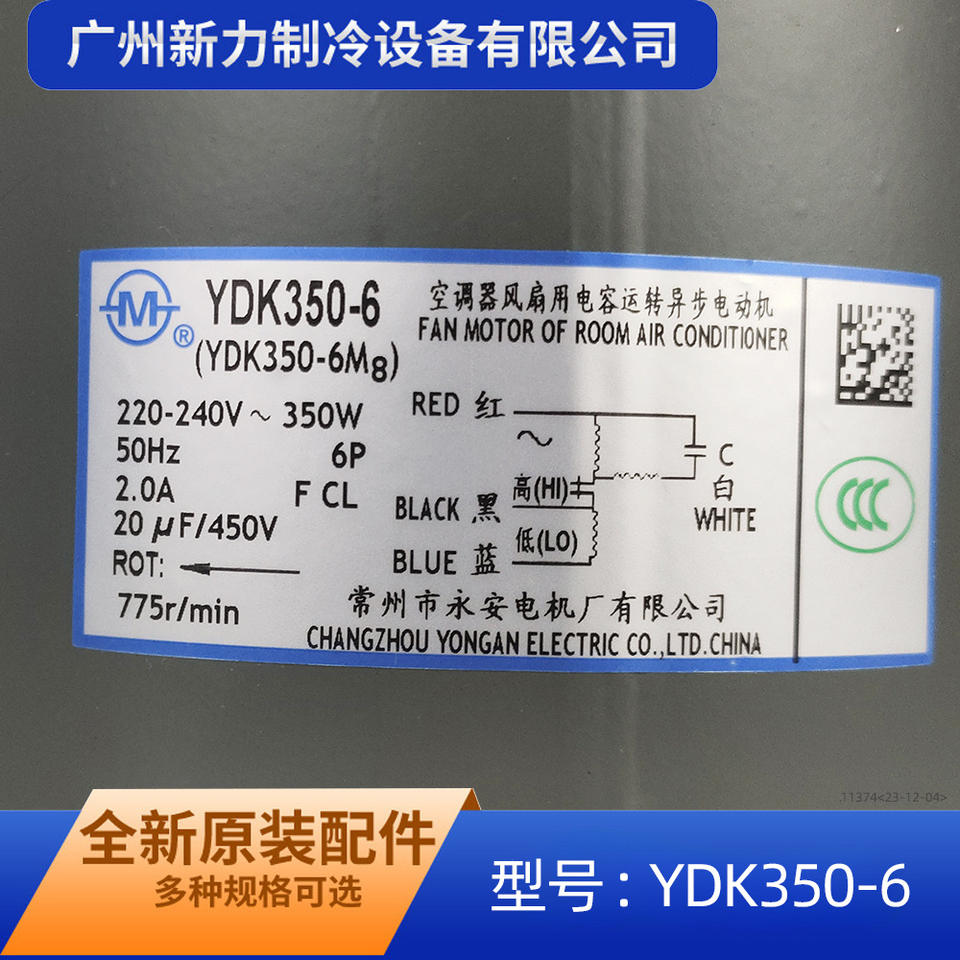 广州新力制冷设备有限公司
M
®
YDK350-6
(YDK350-6M8)
空调器风扇用电容运转异步电动机
FAN MOTOR OF ROOM AIR CONDITIONER
220-240V～ 350W
50Hz 6P
2.0A F CL
20 μF/450V
ROT:
775r/min
RED 红
高(HI)
BLACK 黑
低(LO)
BLUE 蓝
C
白
WHITE
常州市永安电机厂有限公司
CHANGZHOU YONGAN ELECTRIC CO.,LTD.CHINA
CCC
.11374<23-12-04>
全新原装配件
多种规格可选
型号：YDK350-6